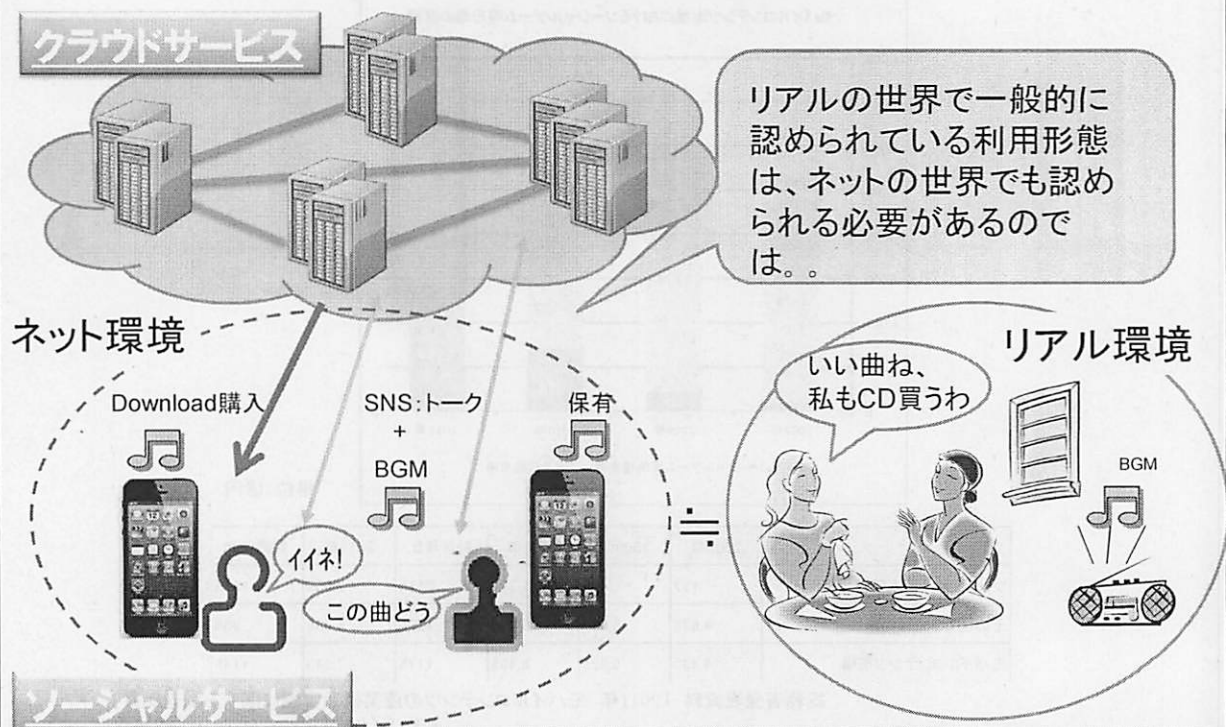 クラウドサービス
リアルの世界で一般的に
認められている利用形態
は、ネットの世界でも認め
られる必要があるので
は。。
ネット環境
リアル環境
いい曲ね、
私もCD買うわ
Download購入
SNS:トーク
+
BGM
保有
BGM
イイネ!
この曲どう
≒
ソーシャルサービス